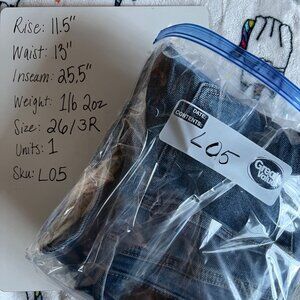 Rise: 11.5"
Waist: 13"
Inseam: 25.5"
Weight: 1lb 2oz
Size: 26/3R
Units: 1
Sku: L05
DATE:
CONTENTS:
L05
Great Value